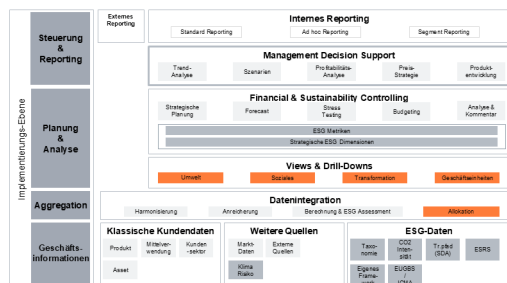 Implementierungs-Ebene
Steuerung
&
Reporting
Externes
Reporting
Internes Reporting
Standard Reporting
Ad hoc Reporting
Segment Reporting
Management Decision Support
Trend-
Analyse
Szenarien
Profitabilitäts-
Analyse
Preis-
Strategie
Produkt-
entwicklung
Planung
&
Analyse
Financial & Sustainability Controlling
Strategische
Planung
Forecast
Stress
Testing
Budgeting
Analyse &
Kommentar
ESG Metriken
Strategische ESG Dimensionen
Views & Drill-Downs
Umwelt
Soziales
Transformation
Geschäftseinheiten
Aggregation
Datenintegration
Harmonisierung
Anreicherung
Berechnung & ESG Assessment
Allokation
Geschäfts-
informationen
Klassische Kundendaten
Produkt
Mittelver-
wendung
Kunden
-sektor
Asset
Weitere Quellen
Markt-
Daten
Externe
Quellen
Klima
Risiko
ESG-Daten
Taxo-
nomie
CO2
Inten-
sität
Tr.pfad
(SDA)
ESRS
Eigenes
Frame-
work
EUGBS
/
ICMA